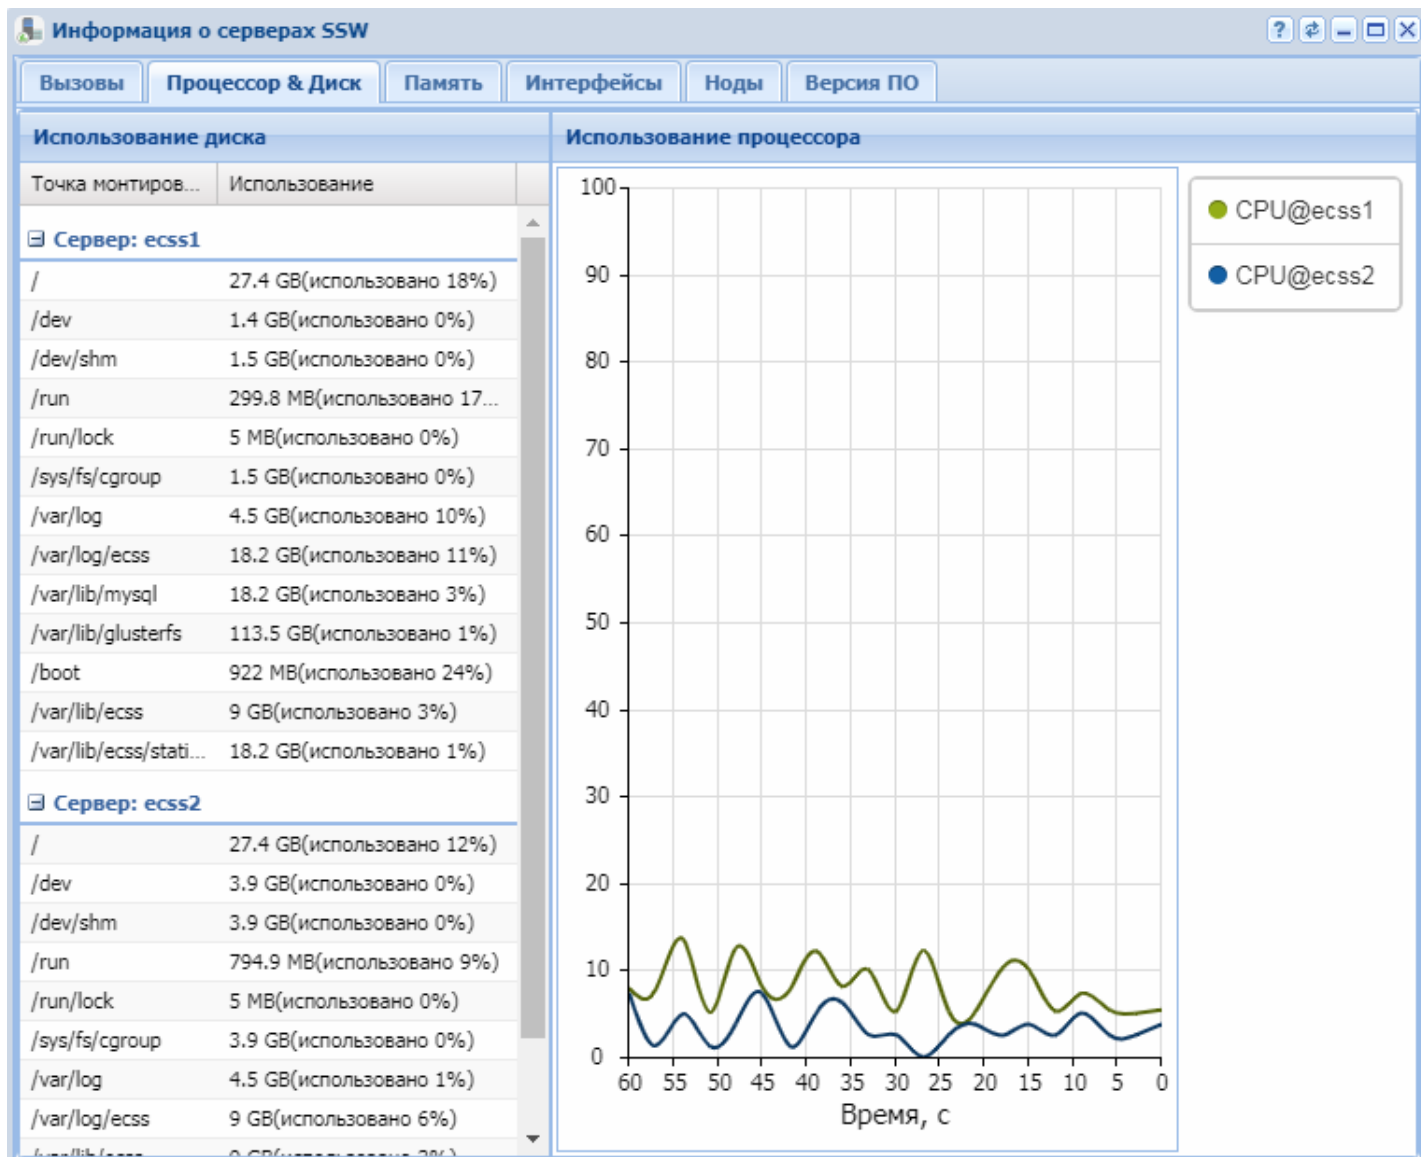 Информация о серверах SSW
Вызовы Процессор & Диск Память Интерфейсы Ноды Версия ПО
Использование диска
Точка монтиров... Использование
Сервер: ecss1
/ 27.4 GB(использовано 18%)
/dev 1.4 GB(использовано 0%)
/dev/shm 1.5 GB(использовано 0%)
/run 299.8 MB(использовано 17...
/run/lock 5 MB(использовано 0%)
/sys/fs/cgroup 1.5 GB(использовано 0%)
/var/log 4.5 GB(использовано 10%)
/var/log/ecss 18.2 GB(использовано 11%)
/var/lib/mysql 18.2 GB(использовано 3%)
/var/lib/glusterfs 113.5 GB(использовано 1%)
/boot 922 MB(использовано 24%)
/var/lib/ecss 9 GB(использовано 3%)
/var/lib/ecss/stati... 18.2 GB(использовано 1%)
Сервер: ecss2
/ 27.4 GB(использовано 12%)
/dev 3.9 GB(использовано 0%)
/dev/shm 3.9 GB(использовано 0%)
/run 794.9 MB(использовано 9%)
/run/lock 5 MB(использовано 0%)
/sys/fs/cgroup 3.9 GB(использовано 0%)
/var/log 4.5 GB(использовано 1%)
/var/log/ecss 9 GB(использовано 6%)
Использование процессора
100
90
80
70
60
50
40
30
20
10
0
60 55 50 45 40 35 30 25 20 15 10 5 0
Время, с
CPU@ecss1
CPU@ecss2